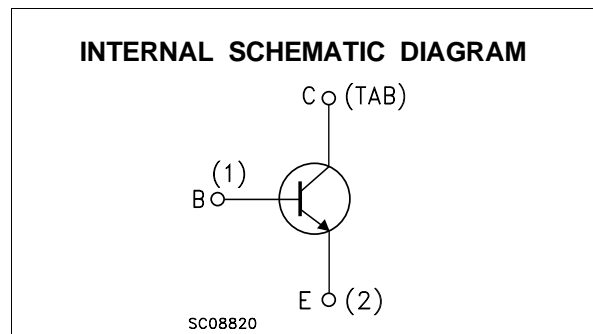 INTERNAL SCHEMATIC DIAGRAM
C (TAB)
(1)
B
E (2)
SC08820